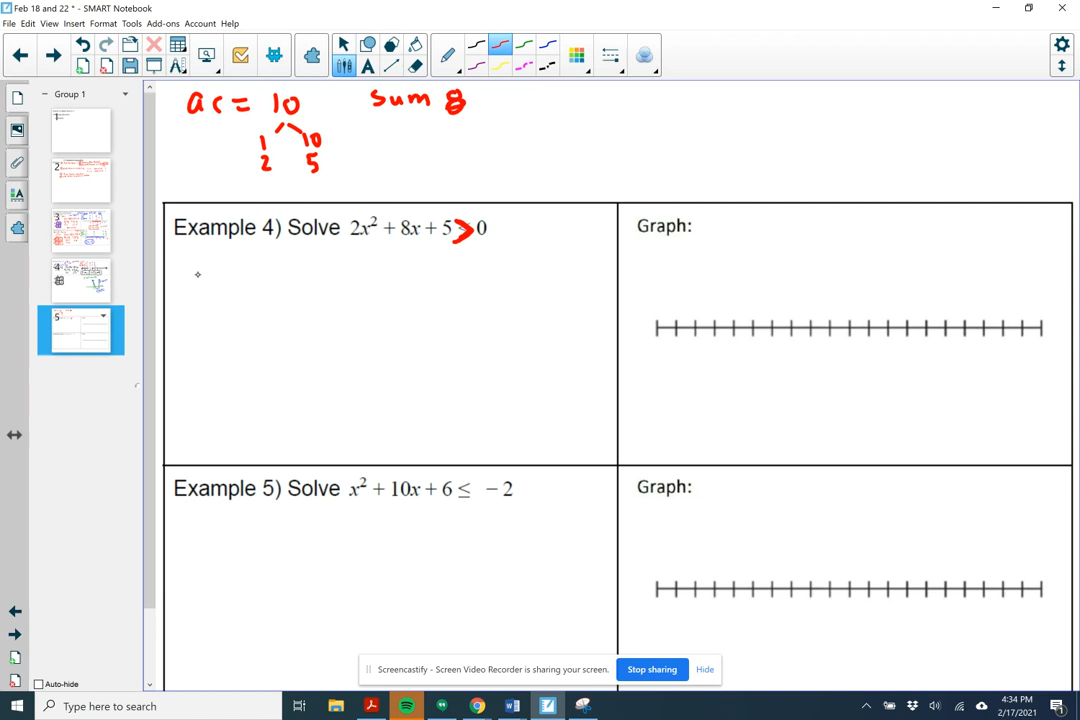 Feb 18 and 22 * - SMART Notebook
File Edit View Insert Format Tools Add-ons Account Help
Group 1
ac = 10 sum 8
1 10
2 5
Example 4) Solve 2x² + 8x + 5 > 0
Graph:
Example 5) Solve x² + 10x + 6 ≤ − 2
Graph:
Screencastify - Screen Video Recorder is sharing your screen. Stop sharing Hide
Auto-hide
Type here to search
4:34 PM
2/17/2021